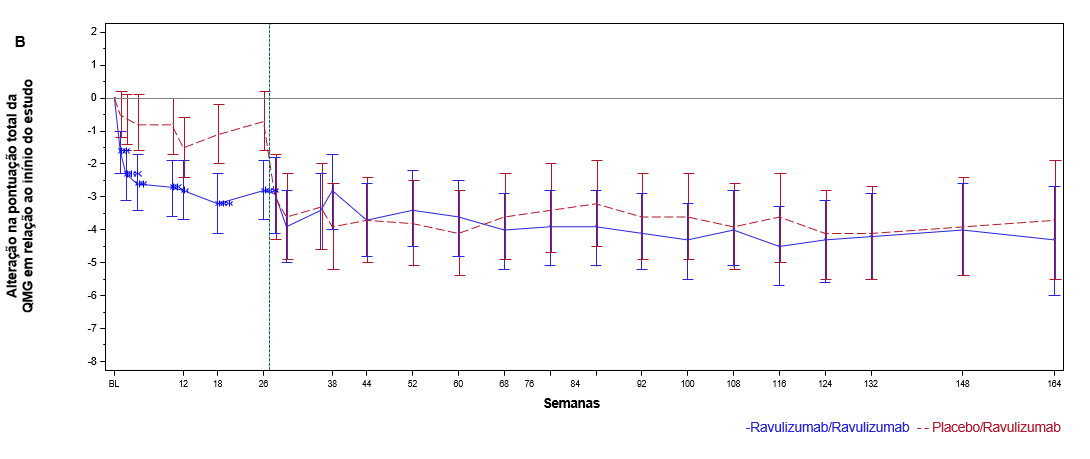 B
Alteração na pontuação total da
QMG em relação ao inínio do estudo
2
1
0
-1
-2
-3
-4
-5
-6
-7
-8
BL 12 18 26 38 44 52 60 68 76 84 92 100 108 116 124 132 148 164
Semanas
-Ravulizumab/Ravulizumab - - Placebo/Ravulizumab